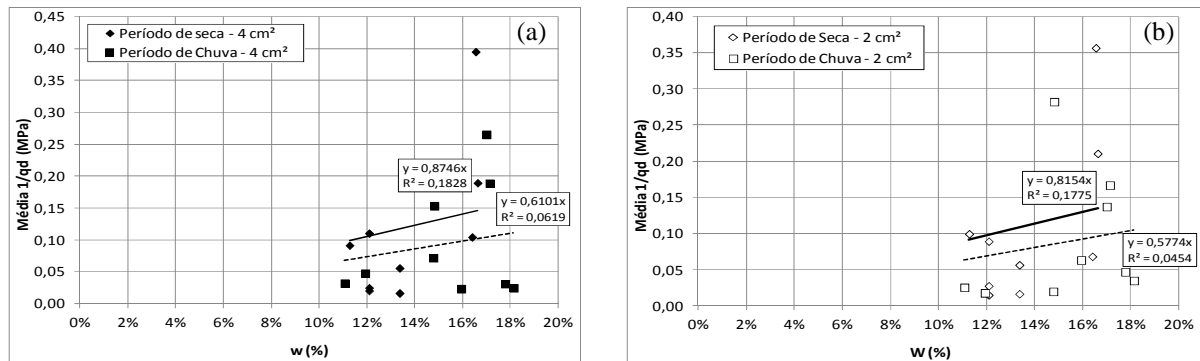 (a)
Média 1/qd (MPa)
0,45
0,40
0,35
0,30
0,25
0,20
0,15
0,10
0,05
0,00
Período de seca - 4 cm²
Período de Chuva - 4 cm²
y = 0,8746x
R² = 0,1828
y = 0,6101x
R² = 0,0619
0% 2% 4% 6% 8% 10% 12% 14% 16% 18% 20%
w (%)
(b)
Média 1/qd (MPa)
0,40
0,35
0,30
0,25
0,20
0,15
0,10
0,05
0,00
Período de Seca - 2 cm²
Período de Chuva - 2 cm²
y = 0,8154x
R² = 0,1775
y = 0,5774x
R² = 0,0454
0% 2% 4% 6% 8% 10% 12% 14% 16% 18% 20%
W (%)